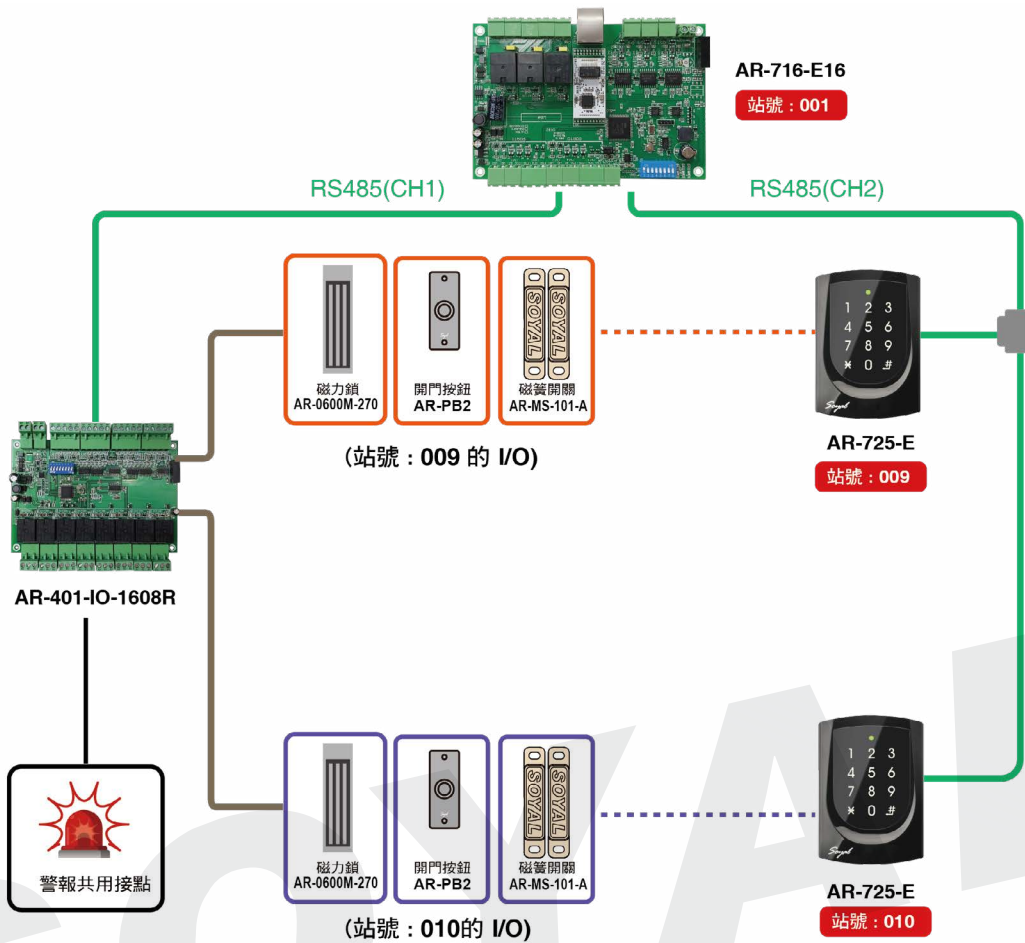 AR-716-E16
站號 : 001
RS485(CH1)
RS485(CH2)
磁力鎖
AR-0600M-270
開門按鈕
AR-PB2
SOYAL
SOYAL
磁簧開關
AR-MS-101-A
1 2 3
4 5 6
7 8 9
* 0 #
Soyal
AR-725-E
站號 : 009
(站號 : 009 的 I/O)
AR-401-IO-1608R
警報共用接點
磁力鎖
AR-0600M-270
開門按鈕
AR-PB2
SOYAL
SOYAL
磁簧開關
AR-MS-101-A
1 2 3
4 5 6
7 8 9
* 0 #
Soyal
AR-725-E
站號 : 010
(站號 : 010的 I/O)
SOYAL